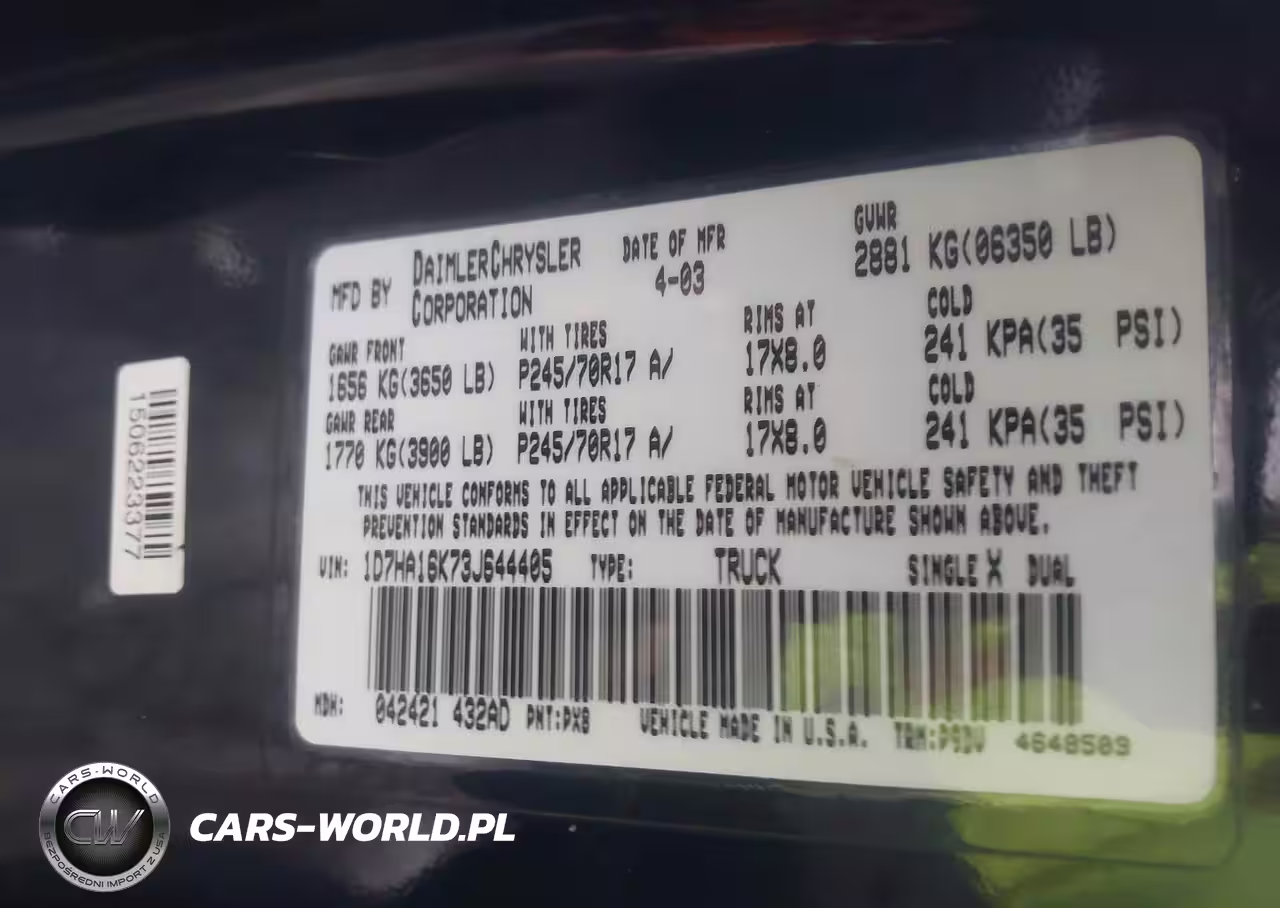 MFD BY DAIMLERCHRYSLER CORPORATION
DATE OF MFR 4-03
GVWR 2881 KG(06350 LB)
GAWR FRONT WITH TIRES RIMS AT COLD
1656 KG(3650 LB) P245/70R17 A/ 17X8.0 241 KPA(35 PSI)
GAWR REAR WITH TIRES RIMS AT COLD
1770 KG(3900 LB) P245/70R17 A/ 17X8.0 241 KPA(35 PSI)
THIS VEHICLE CONFORMS TO ALL APPLICABLE FEDERAL MOTOR VEHICLE SAFETY AND THEFT
PREVENTION STANDARDS IN EFFECT ON THE DATE OF MANUFACTURE SHOWN ABOVE.
VIN: 1D7HA16K73J644405 TYPE: TRUCK SINGLE X DUAL
MDH: 042421 432AD PNT:PX8 VEHICLE MADE IN U.S.A. TRM: 4648509
1506223377
CARS-WORLD
CW
BEZPOŚREDNI IMPORT Z USA
CARS-WORLD.PL